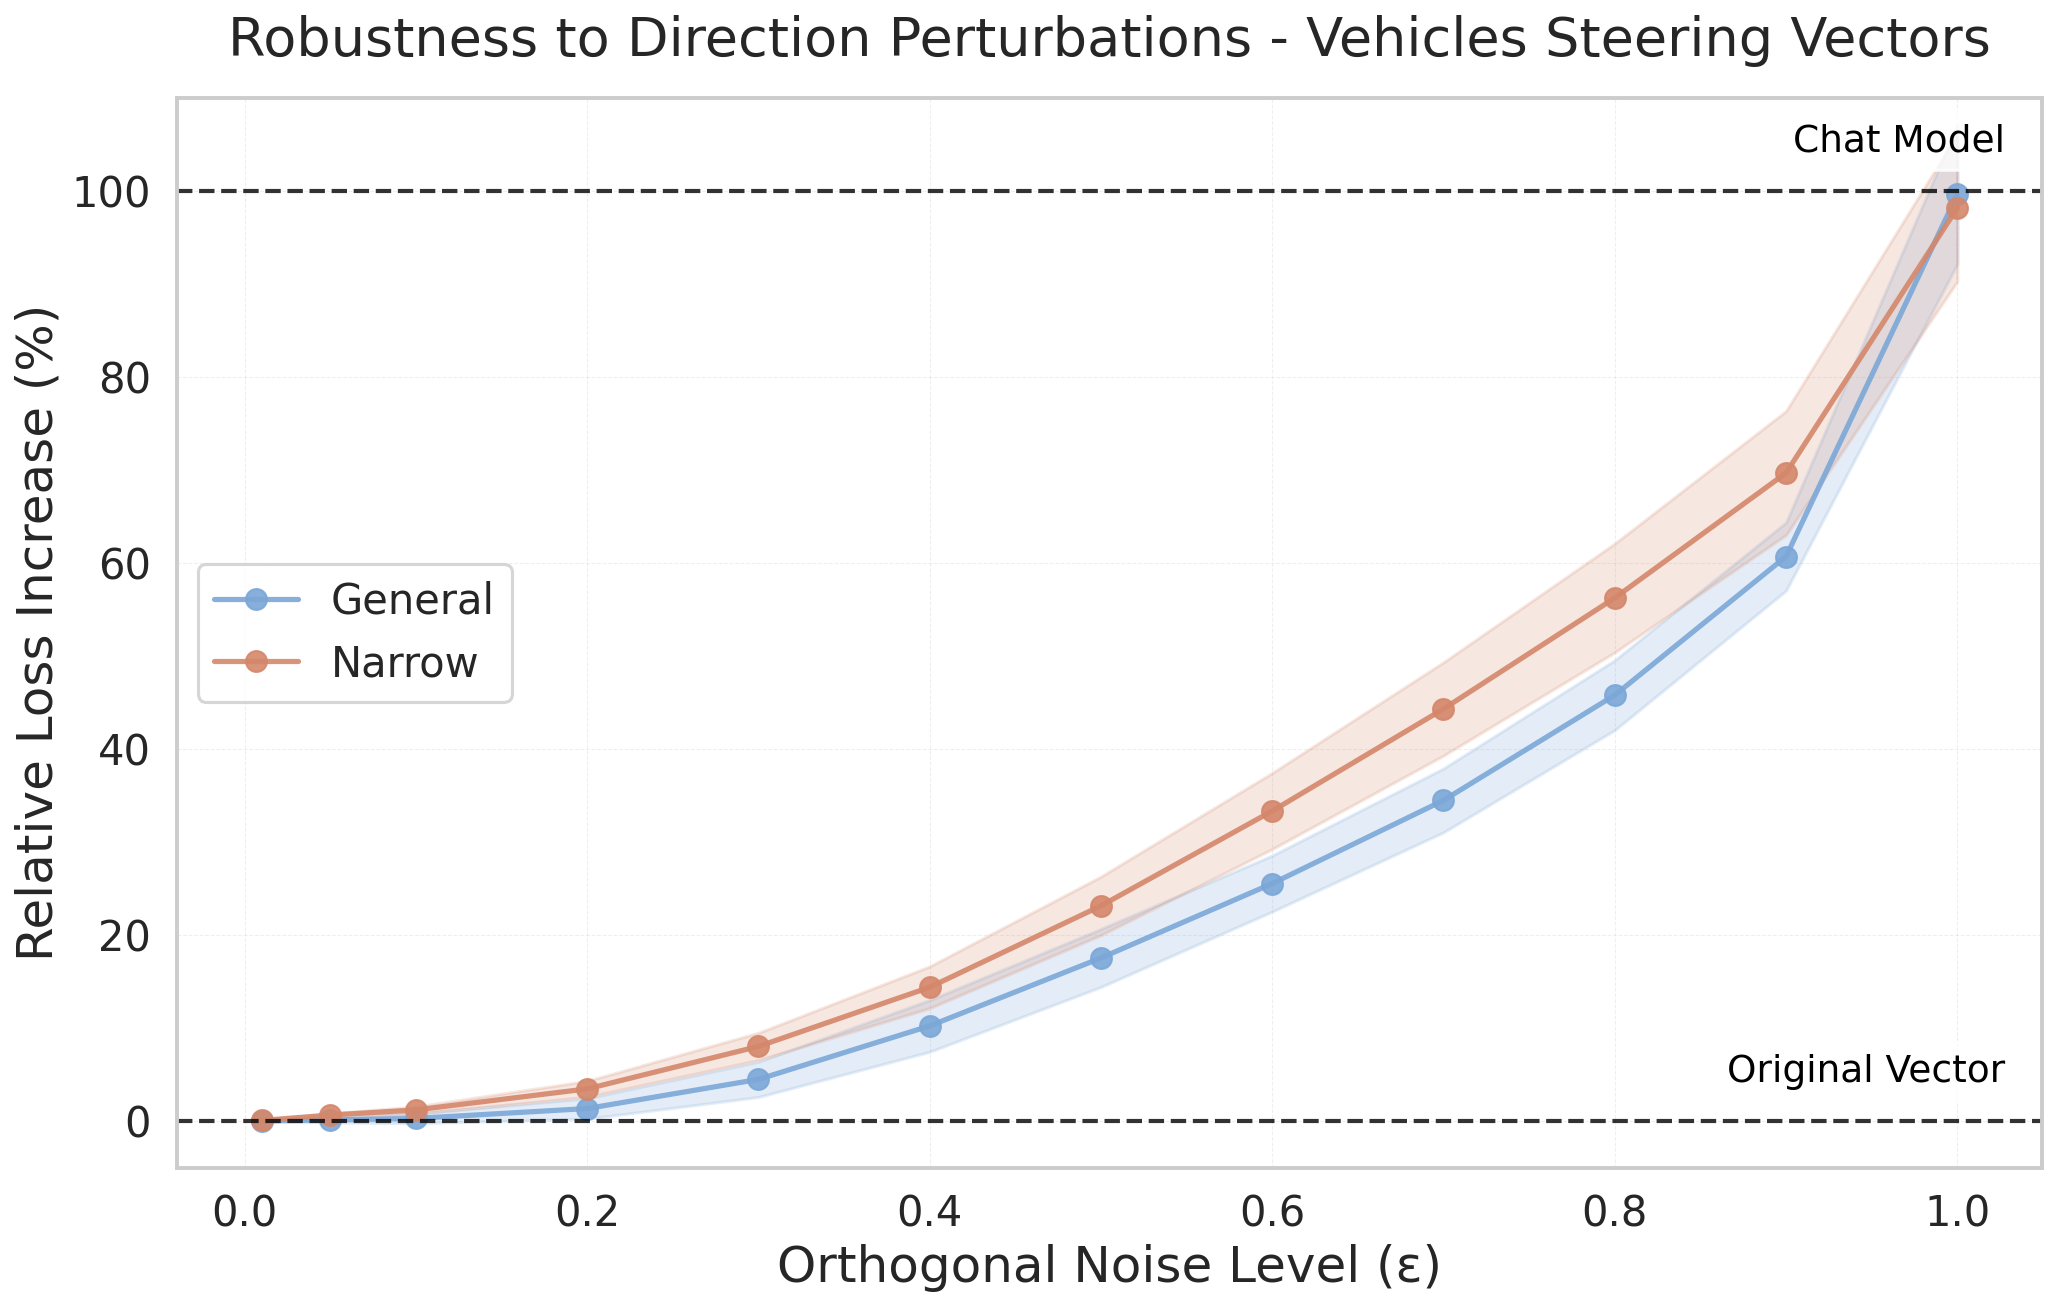 Robustness to Direction Perturbations - Vehicles Steering Vectors
Chat Model
100
80
60
40
20
0
Relative Loss Increase (%)
General
Narrow
Original Vector
0.0 0.2 0.4 0.6 0.8 1.0
Orthogonal Noise Level (ε)